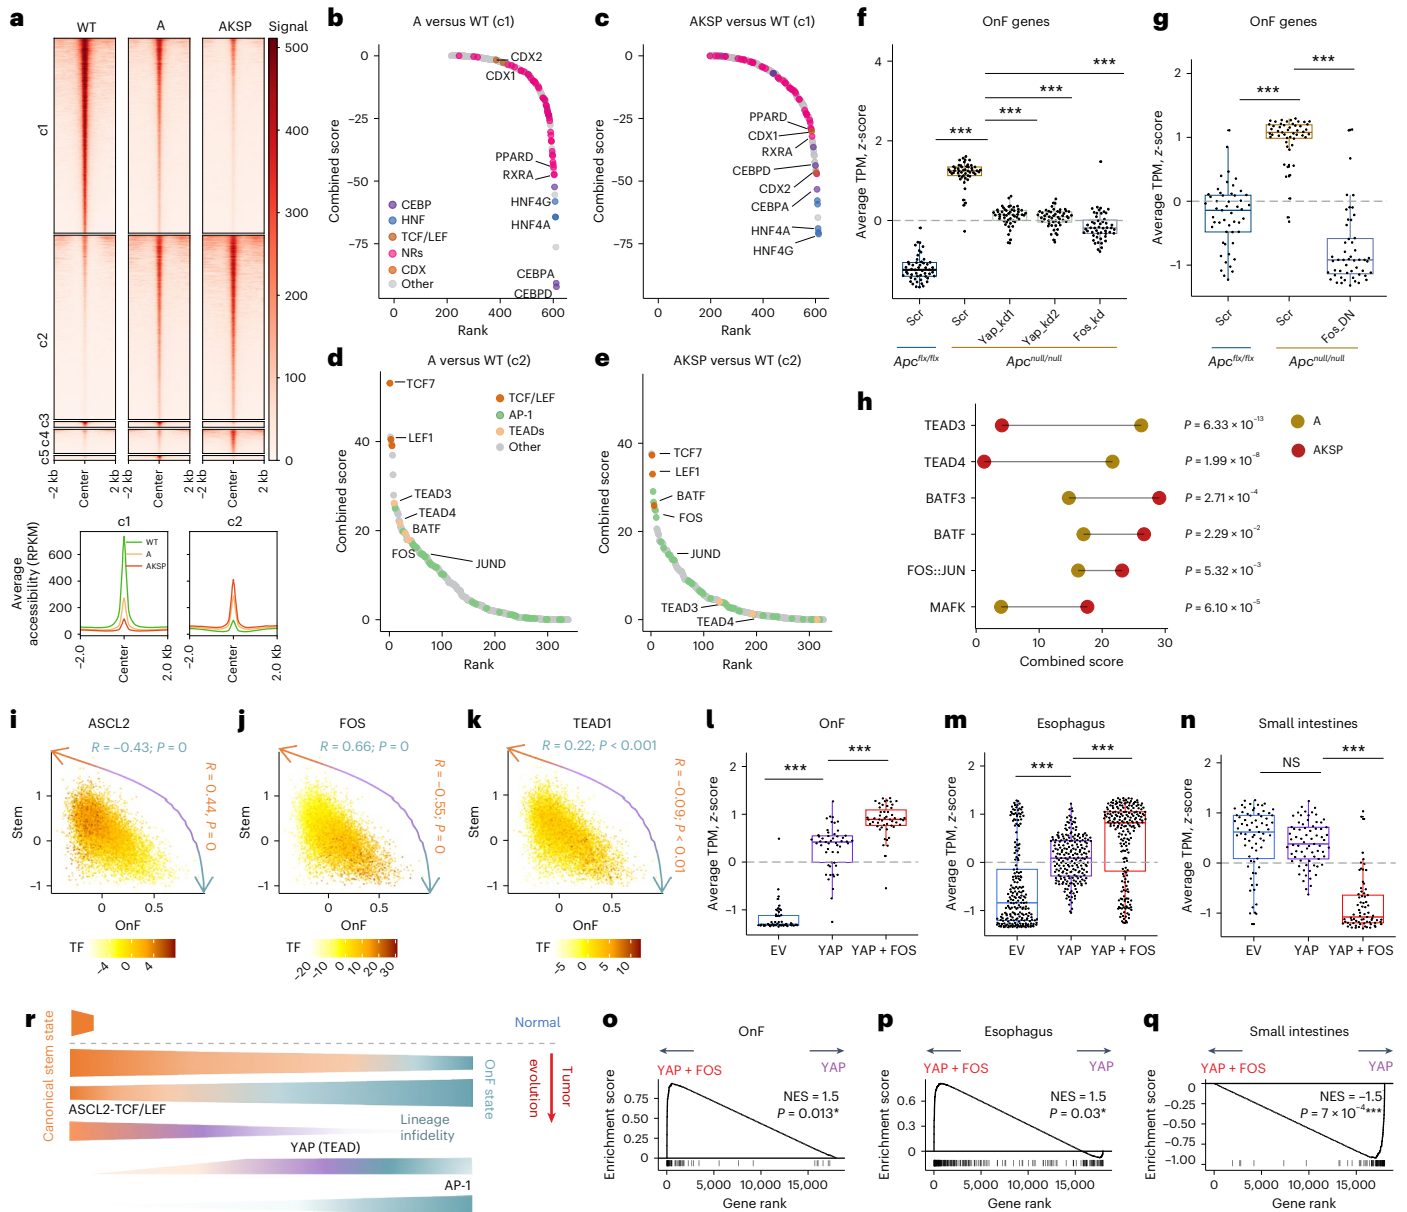 a
WT
A
AKSP
Signal
500
400
300
200
100
0
c1
c2
c3
c4
c5
−2 kb
Center
2 kb
−2 kb
Center
2 kb
−2 kb
Center
2 kb
c1
c2
Average
accessibility (RPKM)
600
400
200
0
WT
A
AKSP
−2.0
Center
2.0 Kb
−2.0
Center
2.0 Kb
b
A versus WT (c1)
Combined score
0
−25
−50
−75
CDX2
CDX1
PPARD
RXRA
HNF4G
HNF4A
CEBPA
CEBPD
CEBP
HNF
TCF/LEF
NRs
CDX
Other
0
200
400
600
Rank
c
AKSP versus WT (c1)
Combined score
0
−25
−50
−75
PPARD
CDX1
RXRA
CEBPD
CDX2
CEBPA
HNF4A
HNF4G
0
200
400
600
Rank
d
A versus WT (c2)
Combined score
40
20
0
TCF7
LEF1
TEAD3
TEAD4
BATF
FOS
JUND
TCF/LEF
AP-1
TEADs
Other
0
100
200
300
Rank
e
AKSP versus WT (c2)
Combined score
40
20
0
TCF7
LEF1
BATF
FOS
JUND
TEAD3
TEAD4
0
100
200
300
Rank
f
OnF genes
Average TPM, z-score
4
2
0
***
***
***
***
Scr
Scr
Yap_kd1
Yap_kd2
Fos_kd
Apc flx/flx
Apc null/null
g
OnF genes
Average TPM, z-score
2
1
0
−1
***
***
Scr
Scr
Fos_DN
Apc flx/flx
Apc null/null
h
TEAD3
TEAD4
BATF3
BATF
FOS::JUN
MAFK
P = 6.33 × 10⁻¹³
P = 1.99 × 10⁻⁸
P = 2.71 × 10⁻⁴
P = 2.29 × 10⁻²
P = 5.32 × 10⁻³
P = 6.10 × 10⁻⁵
A
AKSP
0
10
20
30
Combined score
i
ASCL2
R = −0.43; P = 0
R = 0.44, P = 0
Stem
1
0
−1
0
0.5
OnF
TF
−4
0
4
j
FOS
R = 0.66; P = 0
R = −0.55; P = 0
Stem
1
0
−1
0
0.5
OnF
TF
−20
−10
0
10
20
30
k
TEAD1
R = 0.22; P < 0.001
R = −0.09; P < 0.01
Stem
1
0
−1
0
0.5
OnF
TF
−5
0
5
10
l
OnF
Average TPM, z-score
2
1
0
−1
***
***
EV
YAP
YAP + FOS
m
Esophagus
Average TPM, z-score
2
1
0
−1
***
***
EV
YAP
YAP + FOS
n
Small intestines
Average TPM, z-score
2
1
0
−1
NS
***
EV
YAP
YAP + FOS
r
Canonical stem state
Normal
OnF state
Tumor
evolution
ASCL2-TCF/LEF
Lineage
infidelity
YAP (TEAD)
AP-1
o
OnF
YAP + FOS
YAP
Enrichment score
0.75
0.50
0.25
0
NES = 1.5
P = 0.013*
0
5,000
10,000
15,000
Gene rank
p
Esophagus
YAP + FOS
YAP
Enrichment score
0.6
0.3
0
NES = 1.5
P = 0.03*
0
5,000
10,000
15,000
Gene rank
q
Small intestines
YAP + FOS
YAP
Enrichment score
0
−0.25
−0.50
−0.75
−1.00
NES = −1.5
P = 7 × 10⁻⁴***
0
5,000
10,000
15,000
Gene rank